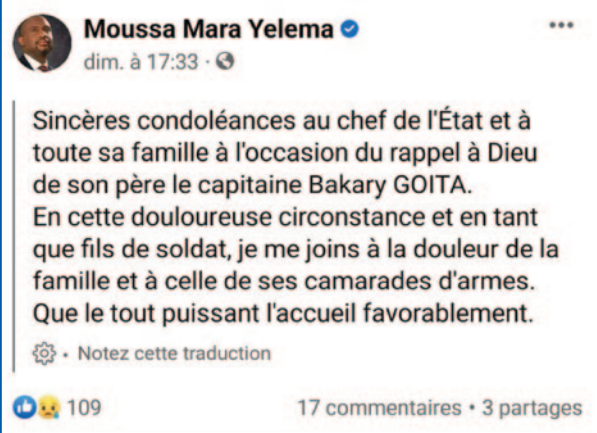 Moussa Mara Yelema
dim. à 17:33 ·
Sincères condoléances au chef de l'État et à
toute sa famille à l'occasion du rappel à Dieu
de son père le capitaine Bakary GOITA.
En cette douloureuse circonstance et en tant
que fils de soldat, je me joins à la douleur de la
famille et à celle de ses camarades d'armes.
Que le tout puissant l'accueil favorablement.
· Notez cette traduction
109 17 commentaires • 3 partages